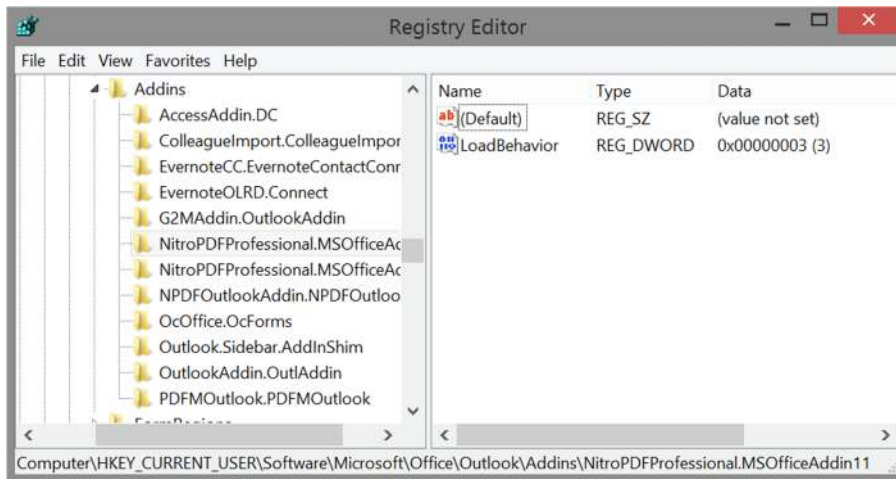 Registry Editor
File Edit View Favorites Help
Addins
AccessAddin.DC
ColleagueImport.ColleagueImpor
EvernoteCC.EvernoteContactConr
EvernoteOLRD.Connect
G2MAddin.OutlookAddin
NitroPDFProfessional.MSOfficeAc
NitroPDFProfessional.MSOfficeAc
NPDFOutlookAddin.NPDFOutloo
OcOffice.OcForms
Outlook.Sidebar.AddInShim
OutlookAddin.OutlAddin
PDFMOutlook.PDFMOutlook
Name Type Data
(Default) REG_SZ (value not set)
LoadBehavior REG_DWORD 0x00000003 (3)
Computer\HKEY_CURRENT_USER\Software\Microsoft\Office\Outlook\Addins\NitroPDFProfessional.MSOfficeAddin11